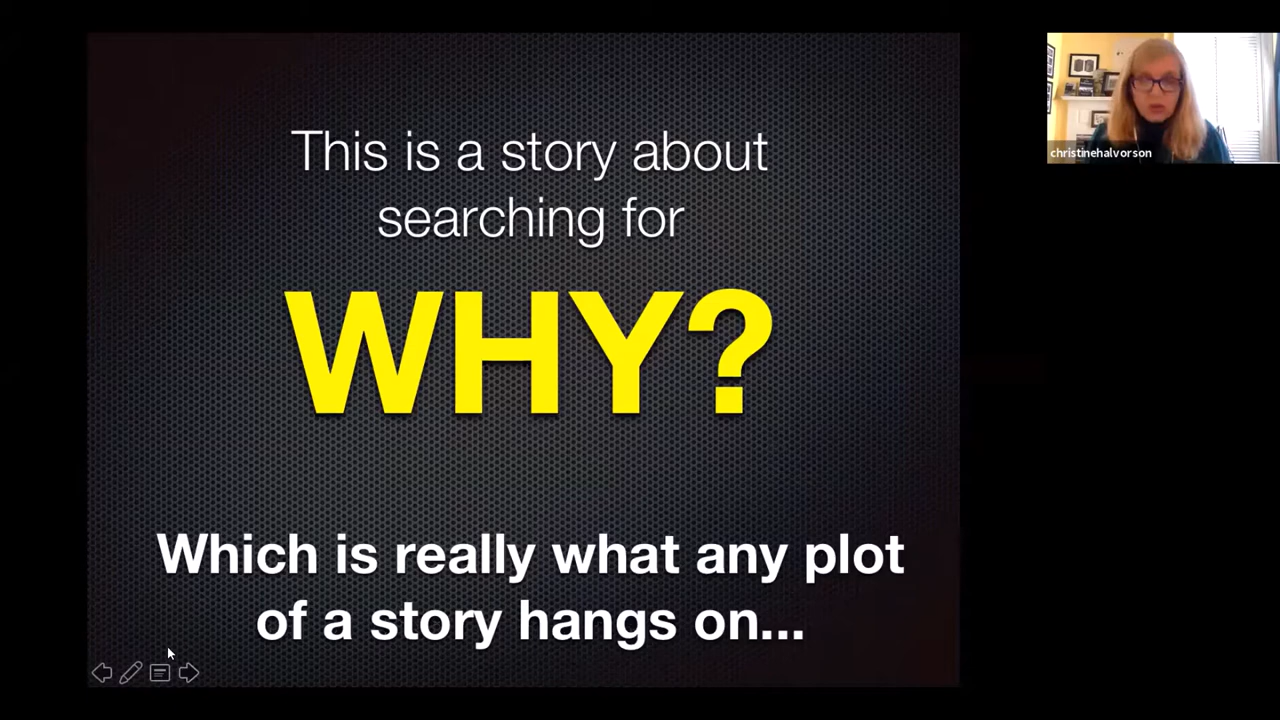 This is a story about
searching for
WHY?
Which is really what any plot
of a story hangs on...
christinehalvorson